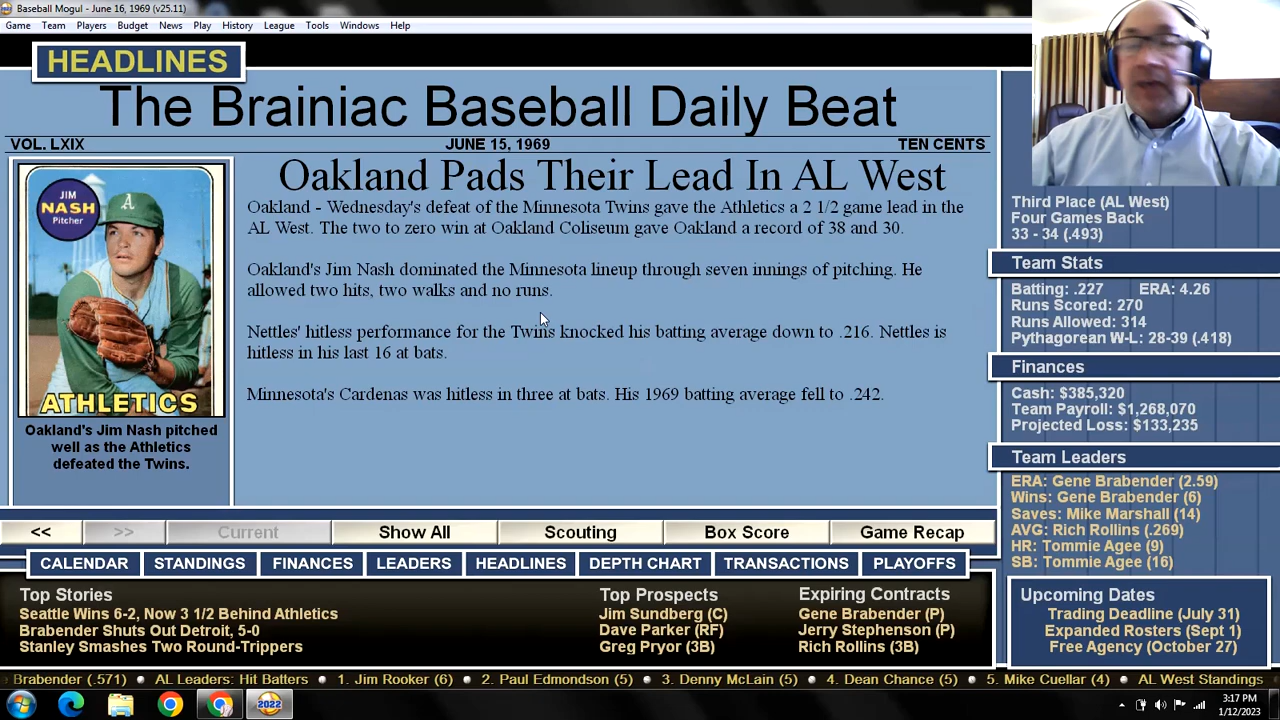 Baseball Mogul - June 16, 1969 (v25.11)
Game Team Players Budget News Play History League Tools Windows Help
HEADLINES
The Brainiac Baseball Daily Beat
VOL. LXIX JUNE 15, 1969 TEN CENTS
JIM
NASH
Pitcher
A
ATHLETICS
Oakland's Jim Nash pitched
well as the Athletics
defeated the Twins.
Oakland Pads Their Lead In AL West
Oakland - Wednesday's defeat of the Minnesota Twins gave the Athletics a 2 1/2 game lead in the
AL West. The two to zero win at Oakland Coliseum gave Oakland a record of 38 and 30.
Oakland's Jim Nash dominated the Minnesota lineup through seven innings of pitching. He
allowed two hits, two walks and no runs.
Nettles' hitless performance for the Twins knocked his batting average down to .216. Nettles is
hitless in his last 16 at bats.
Minnesota's Cardenas was hitless in three at bats. His 1969 batting average fell to .242.
Third Place (AL West)
Four Games Back
33 - 34 (.493)
Team Stats
Batting: .227 ERA: 4.26
Runs Scored: 270
Runs Allowed: 314
Pythagorean W-L: 28-39 (.418)
Finances
Cash: $385,320
Team Payroll: $1,268,070
Projected Loss: $133,235
Team Leaders
ERA: Gene Brabender (2.59)
Wins: Gene Brabender (6)
Saves: Mike Marshall (14)
AVG: Rich Rollins (.269)
HR: Tommie Agee (9)
SB: Tommie Agee (16)
Upcoming Dates
Trading Deadline (July 31)
Expanded Rosters (Sept 1)
Free Agency (October 27)
<< >> Current Show All Scouting Box Score Game Recap
CALENDAR STANDINGS FINANCES LEADERS HEADLINES DEPTH CHART TRANSACTIONS PLAYOFFS
Top Stories
Seattle Wins 6-2, Now 3 1/2 Behind Athletics
Brabender Shuts Out Detroit, 5-0
Stanley Smashes Two Round-Trippers
Top Prospects
Jim Sundberg (C)
Dave Parker (RF)
Greg Pryor (3B)
Expiring Contracts
Gene Brabender (P)
Jerry Stephenson (P)
Rich Rollins (3B)
e Brabender (.571) • AL Leaders: Hit Batters • 1. Jim Rooker (6) • 2. Paul Edmondson (5) • 3. Denny McLain (5) • 4. Dean Chance (5) • 5. Mike Cuellar (4) • AL West Standings
2022
3:17 PM
1/12/2023